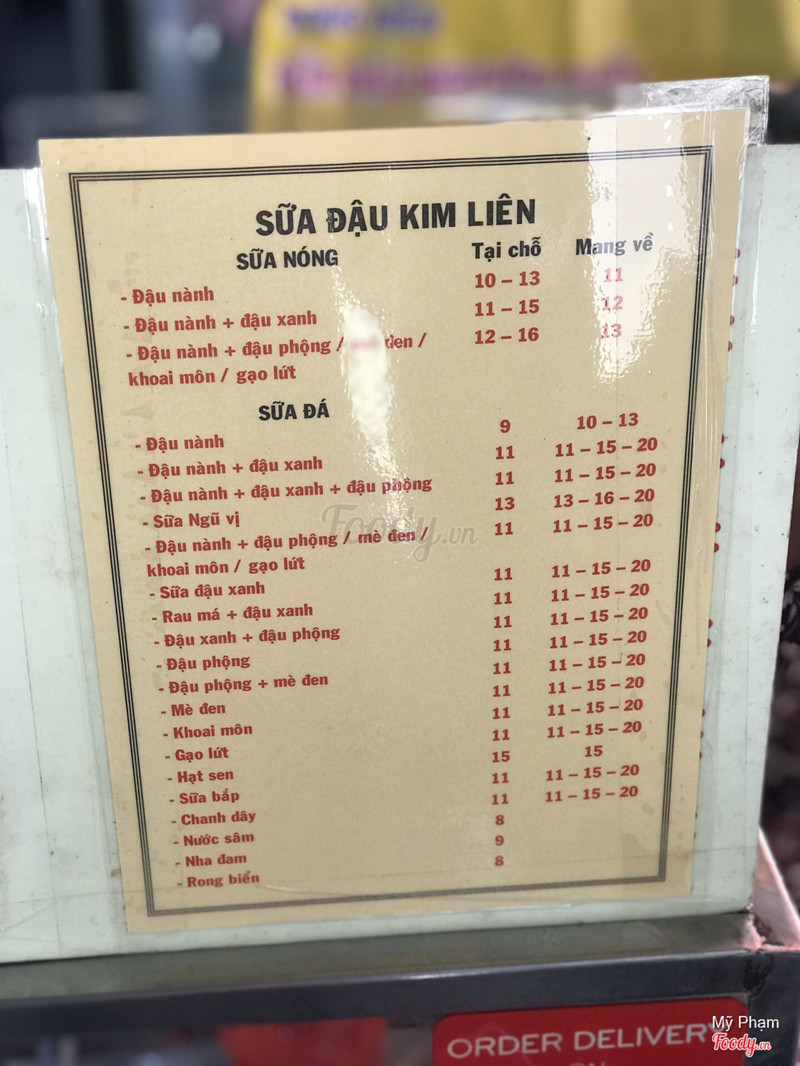 SỮA ĐẬU KIM LIÊN
SỮA NÓNG Tại chỗ Mang về
- Đậu nành 10 – 13 11
- Đậu nành + đậu xanh 11 – 15 12
- Đậu nành + đậu phộng / đen / 12 – 16 13
khoai môn / gạo lứt
SỮA ĐÁ
- Đậu nành 9 10 – 13
- Đậu nành + đậu xanh 11 11 – 15 – 20
- Đậu nành + đậu xanh + đậu phộng 11 11 – 15 – 20
- Sữa Ngũ vị 13 13 – 16 – 20
- Đậu nành + đậu phộng / mè đen / 11 11 – 15 – 20
khoai môn / gạo lứt
- Sữa đậu xanh 11 11 – 15 – 20
- Rau má + đậu xanh 11 11 – 15 – 20
- Đậu xanh + đậu phộng 11 11 – 15 – 20
- Đậu phộng 11 11 – 15 – 20
- Đậu phộng + mè đen 11 11 – 15 – 20
- Mè đen 11 11 – 15 – 20
- Khoai môn 11 11 – 15 – 20
- Gạo lứt 11 11 – 15 – 20
- Hạt sen 15 15
- Sữa bắp 11 11 – 15 – 20
- Chanh dây 11 11 – 15 – 20
- Nước sâm 8
- Nha đam 9
- Rong biển 8
Foody.vn
ORDER DELIVERY
Mỹ Phạm
Foody.vn